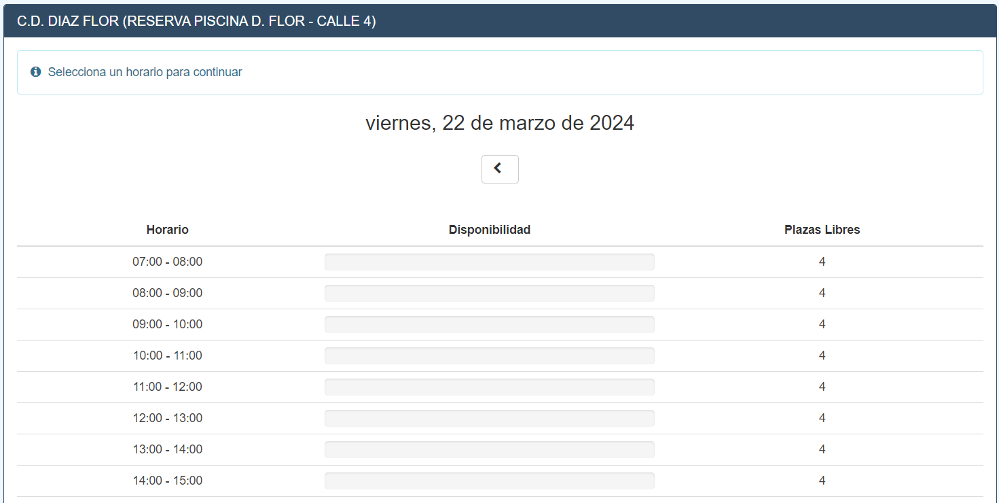 C.D. DIAZ FLOR (RESERVA PISCINA D. FLOR - CALLE 4)
Selecciona un horario para continuar
viernes, 22 de marzo de 2024
Horario Disponibilidad Plazas Libres
07:00 - 08:00 4
08:00 - 09:00 4
09:00 - 10:00 4
10:00 - 11:00 4
11:00 - 12:00 4
12:00 - 13:00 4
13:00 - 14:00 4
14:00 - 15:00 4